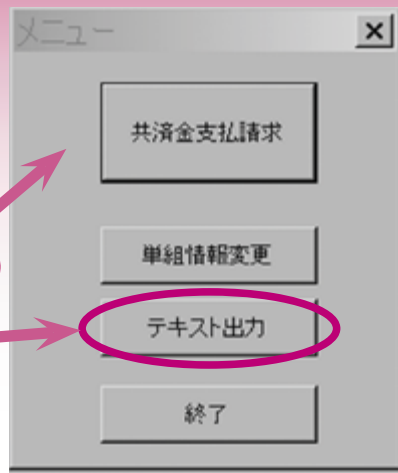 メニュー
共済金支払請求
単組情報変更
テキスト出力
終了